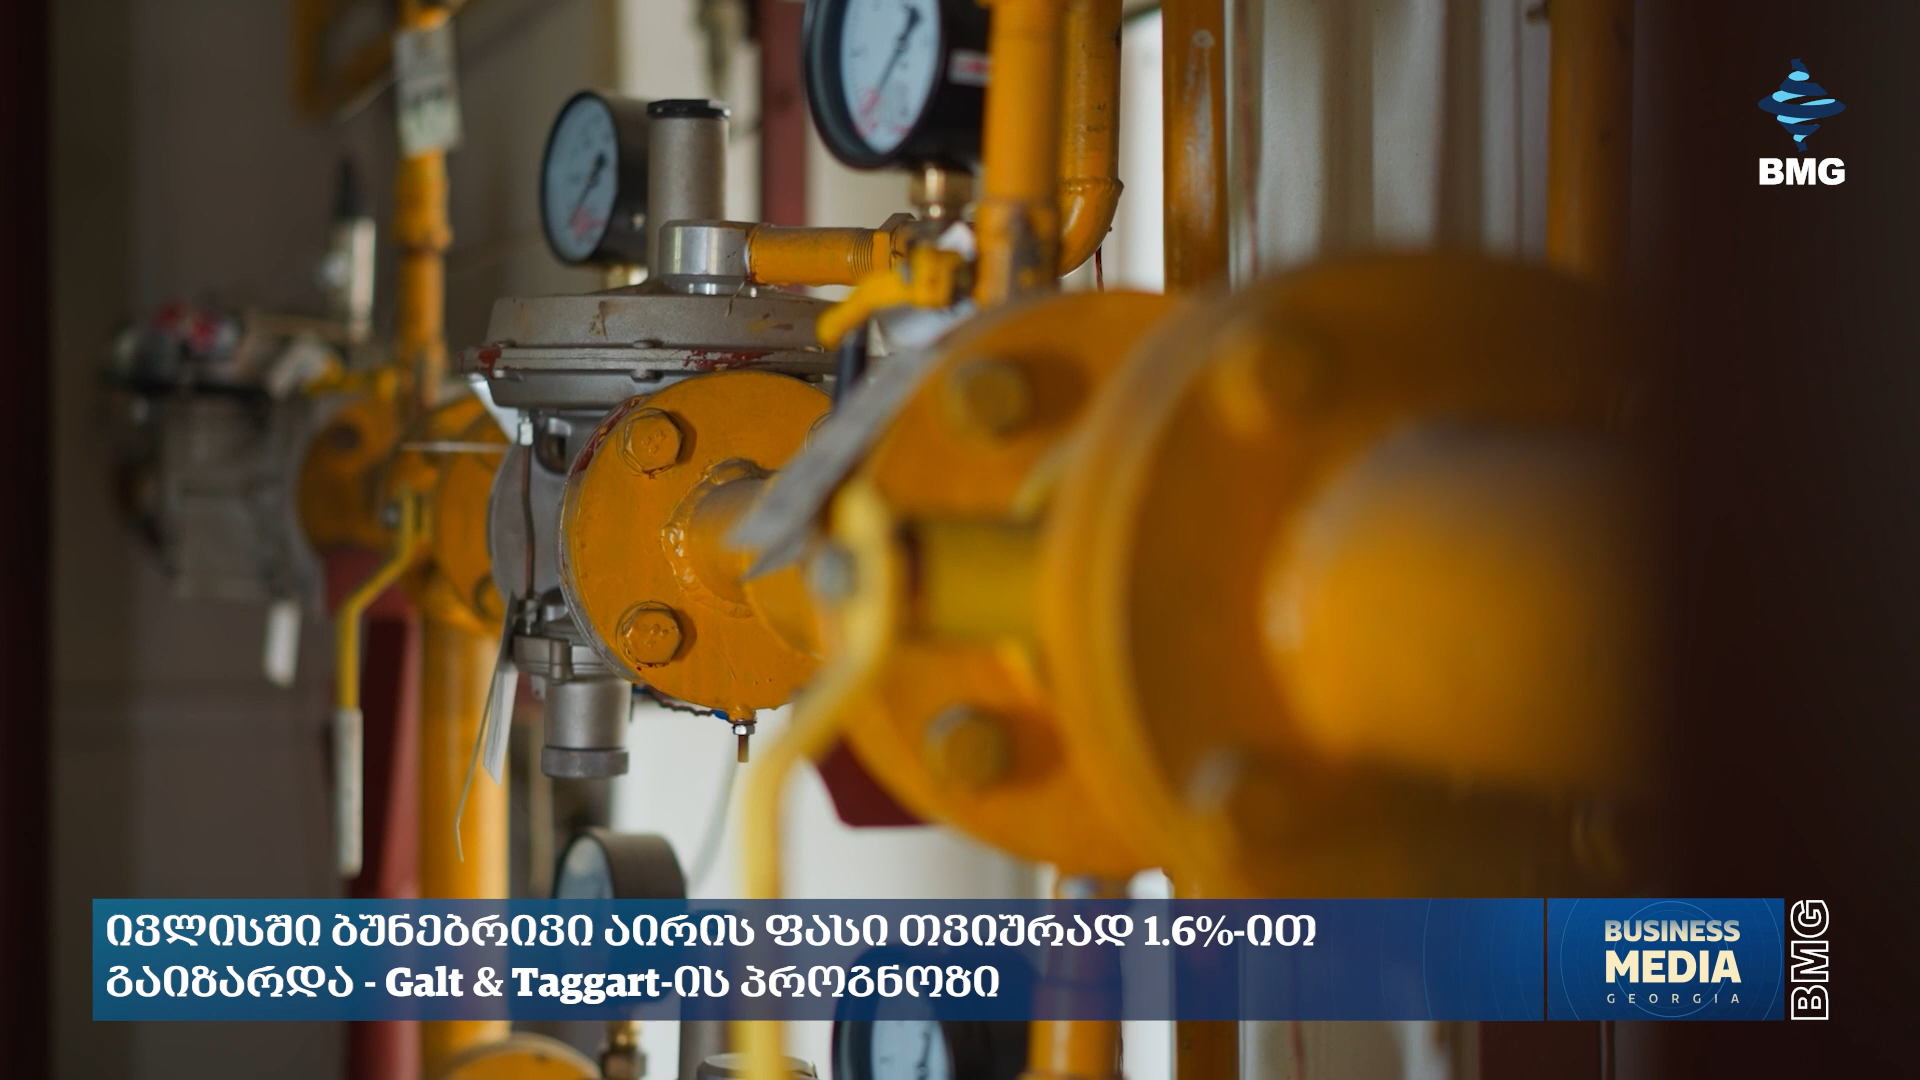 BMG
ივლისში ბუნებრივი აირის ფასი თვიურად 1.6%-ით
გაიზარდა - Galt & Taggart-ის პროგნოზი
BUSINESS
MEDIA
GEORGIA
BMG